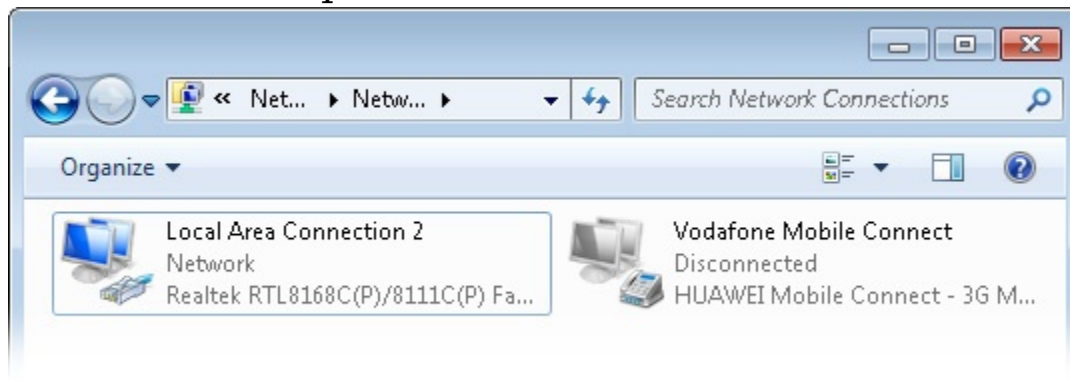 « Net... Netw...
Search Network Connections
Organize
Local Area Connection 2
Network
Realtek RTL8168C(P)/8111C(P) Fa...
Vodafone Mobile Connect
Disconnected
HUAWEI Mobile Connect - 3G M...